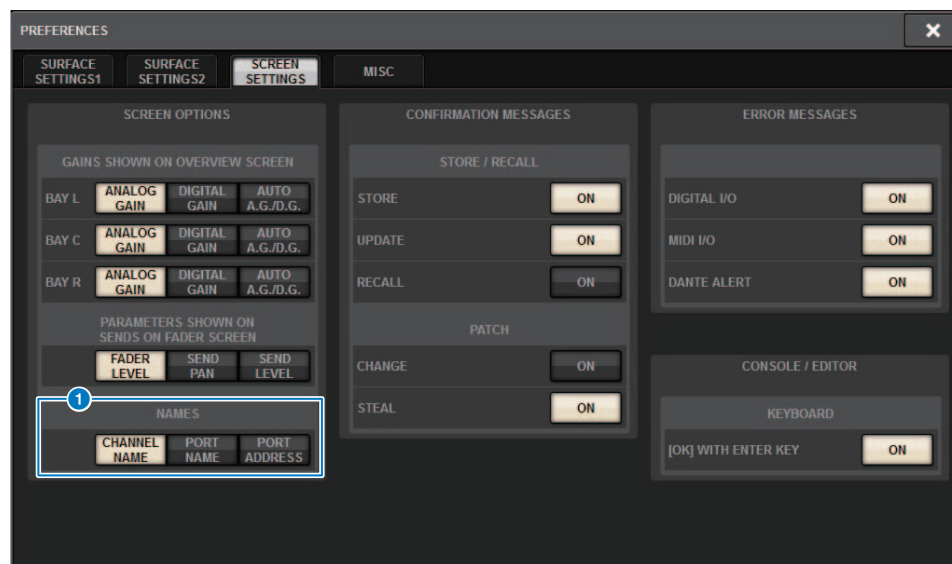 PREFERENCES
×
SURFACE
SETTINGS1
SURFACE
SETTINGS2
SCREEN
SETTINGS
MISC
SCREEN OPTIONS
GAINS SHOWN ON OVERVIEW SCREEN
BAY L
ANALOG
GAIN
DIGITAL
GAIN
AUTO
A.G./D.G.
BAY C
ANALOG
GAIN
DIGITAL
GAIN
AUTO
A.G./D.G.
BAY R
ANALOG
GAIN
DIGITAL
GAIN
AUTO
A.G./D.G.
PARAMETERS SHOWN ON
SENDS ON FADER SCREEN
FADER
LEVEL
SEND
PAN
SEND
LEVEL
1
NAMES
CHANNEL
NAME
PORT
NAME
PORT
ADDRESS
CONFIRMATION MESSAGES
STORE / RECALL
STORE
ON
UPDATE
ON
RECALL
ON
PATCH
CHANGE
ON
STEAL
ON
ERROR MESSAGES
DIGITAL I/O
ON
MIDI I/O
ON
DANTE ALERT
ON
CONSOLE / EDITOR
KEYBOARD
[OK] WITH ENTER KEY
ON